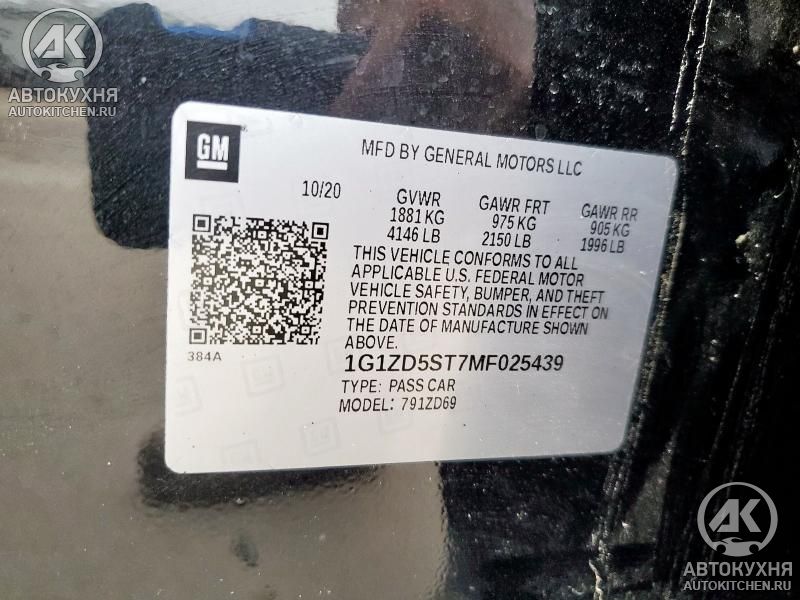 AK
АВТОКУХНЯ
AUTOKITCHEN.RU
GM
MFD BY GENERAL MOTORS LLC
10/20 GVWR GAWR FRT GAWR RR
1881 KG 975 KG 905 KG
4146 LB 2150 LB 1996 LB
THIS VEHICLE CONFORMS TO ALL
APPLICABLE U.S. FEDERAL MOTOR
VEHICLE SAFETY, BUMPER, AND THEFT
PREVENTION STANDARDS IN EFFECT ON
THE DATE OF MANUFACTURE SHOWN
ABOVE.
384A
1G1ZD5ST7MF025439
TYPE: PASS CAR
MODEL: 791ZD69
AK
АВТОКУХНЯ
AUTOKITCHEN.RU